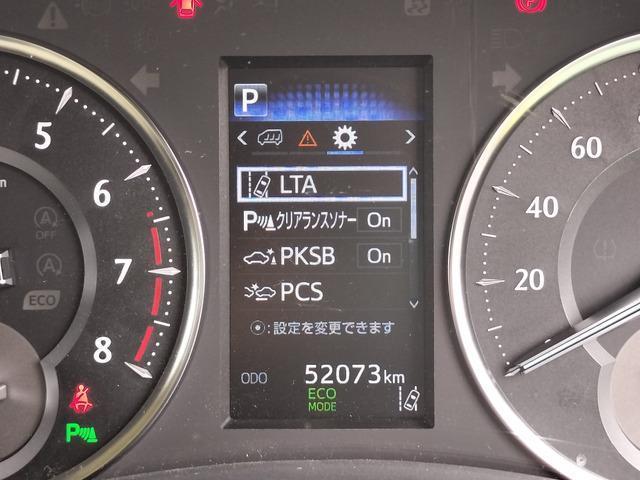 P
LTA
P クリアランスソナー On
PKSB On
PCS
:設定を変更できます
ODO 52073km
ECO
MODE
5
6
7
8
A
OFF
A
ECO
P
60
40
20